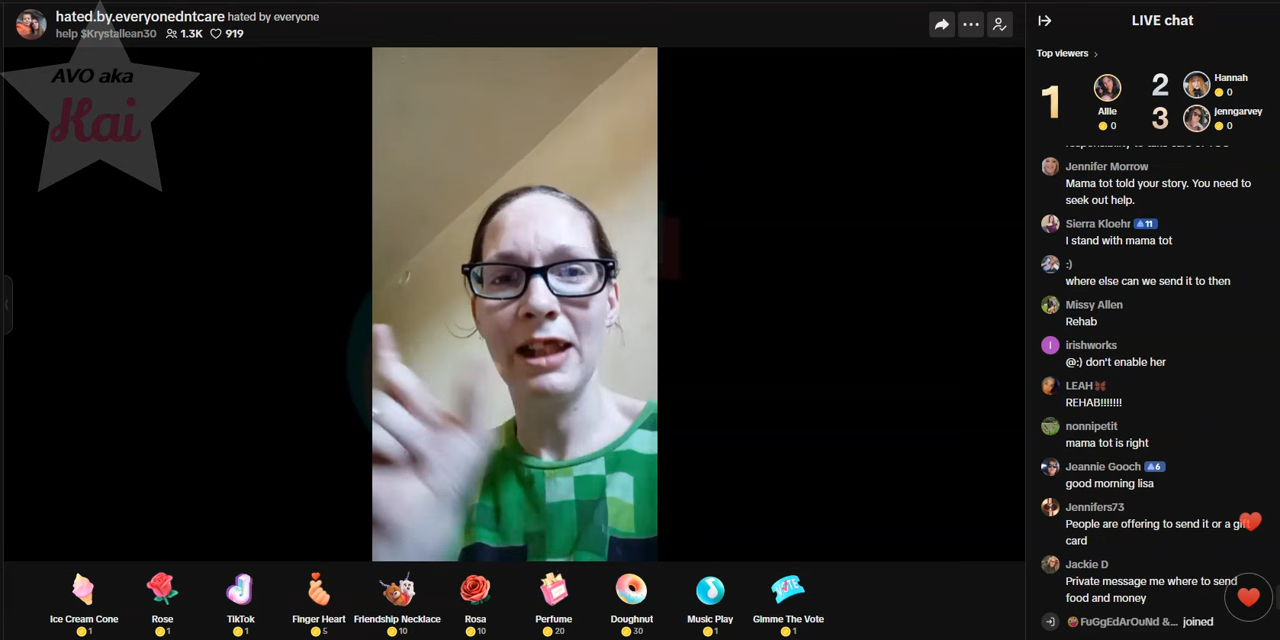 hated.by.everyonedntcare hated by everyone
help $Krystallean30 1.3K 919
AVO aka
Kai
LIVE chat
Top viewers
1 Allie 0
2 Hannah 0
3 jenngarvey 0
Jennifer Morrow
Mama tot told your story. You need to
seek out help.
Sierra Kloehr 11
I stand with mama tot
:)
where else can we send it to then
Missy Allen
Rehab
I irishworks
@:) don't enable her
LEAH
REHAB!!!!!!!
nonnipetit
mama tot is right
Jeannie Gooch 6
good morning lisa
Jennifers73
People are offering to send it or a gift
card
Jackie D
Private message me where to send
food and money
FuGgEdArOuNd &... joined
Ice Cream Cone
1
Rose
1
TikTok
1
Finger Heart
5
Friendship Necklace
10
Rosa
10
Perfume
20
Doughnut
30
Music Play
1
VOTE
Gimme The Vote
1